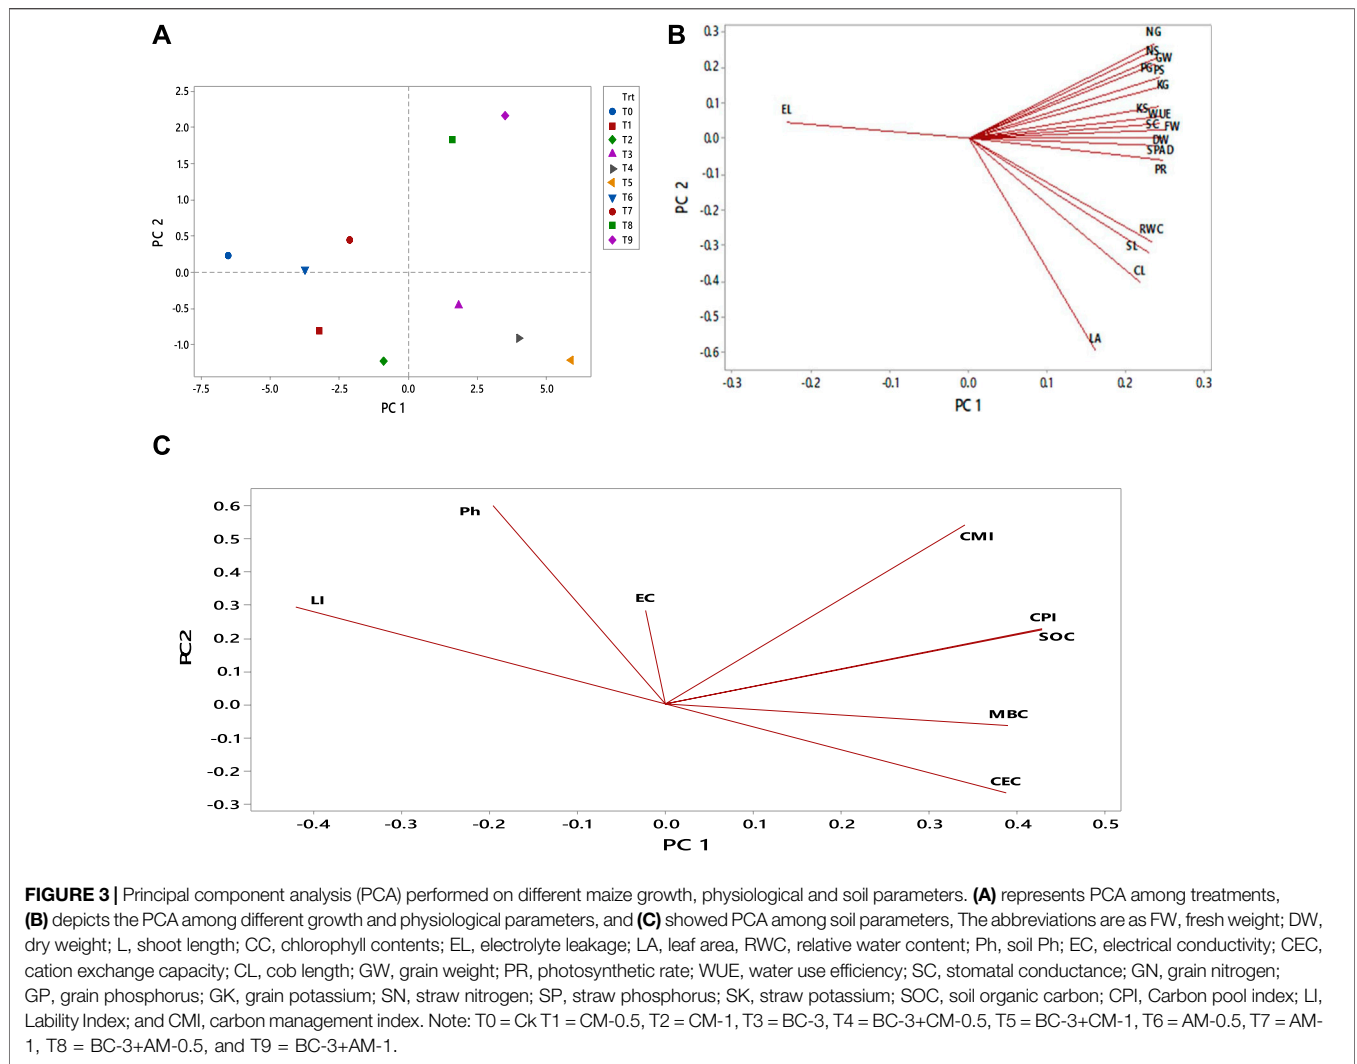 A
2.5
2.0
1.5
1.0
0.5
0.0
-0.5
-1.0
PC 2
-7.5 -5.0 -2.5 0.0 2.5 5.0
PC 1
Trt
T0
T1
T2
T3
T4
T5
T6
T7
T8
T9
B
0.3
0.2
0.1
0.0
-0.1
-0.2
-0.3
-0.4
-0.5
-0.6
PC 2
EL
NG
NS
GW
PG PS
KG
KS
WUE
SC FW
DW
SPAD
PR
RWC
SL
CL
LA
-0.3 -0.2 -0.1 0.0 0.1 0.2 0.3
PC 1
C
0.6
0.5
0.4
0.3
0.2
0.1
0.0
-0.1
-0.2
-0.3
PC2
Ph
CMI
LI
EC
CPI
SOC
MBC
CEC
-0.4 -0.3 -0.2 -0.1 0.0 0.1 0.2 0.3 0.4 0.5
PC 1
FIGURE 3 | Principal component analysis (PCA) performed on different maize growth, physiological and soil parameters. (A) represents PCA among treatments,
(B) depicts the PCA among different growth and physiological parameters, and (C) showed PCA among soil parameters, The abbreviations are as FW, fresh weight; DW,
dry weight; L, shoot length; CC, chlorophyll contents; EL, electrolyte leakage; LA, leaf area, RWC, relative water content; Ph, soil Ph; EC, electrical conductivity; CEC,
cation exchange capacity; CL, cob length; GW, grain weight; PR, photosynthetic rate; WUE, water use efficiency; SC, stomatal conductance; GN, grain nitrogen;
GP, grain phosphorus; GK, grain potassium; SN, straw nitrogen; SP, straw phosphorus; SK, straw potassium; SOC, soil organic carbon; CPI, Carbon pool index; LI,
Lability Index; and CMI, carbon management index. Note: T0 = Ck T1 = CM-0.5, T2 = CM-1, T3 = BC-3, T4 = BC-3+CM-0.5, T5 = BC-3+CM-1, T6 = AM-0.5, T7 = AM-
1, T8 = BC-3+AM-0.5, and T9 = BC-3+AM-1.